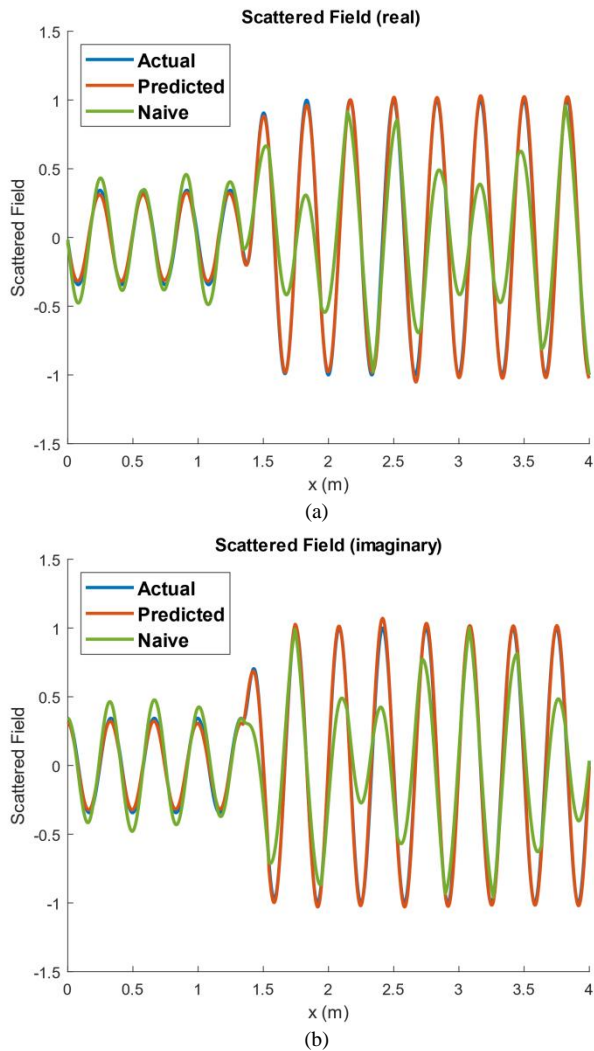 Scattered Field (real)
1.5
1
0.5
0
-0.5
-1
-1.5
Scattered Field
Actual
Predicted
Naive
0 0.5 1 1.5 2 2.5 3 3.5 4
x (m)
(a)
Scattered Field (imaginary)
1.5
1
0.5
0
-0.5
-1
-1.5
Scattered Field
Actual
Predicted
Naive
0 0.5 1 1.5 2 2.5 3 3.5 4
x (m)
(b)